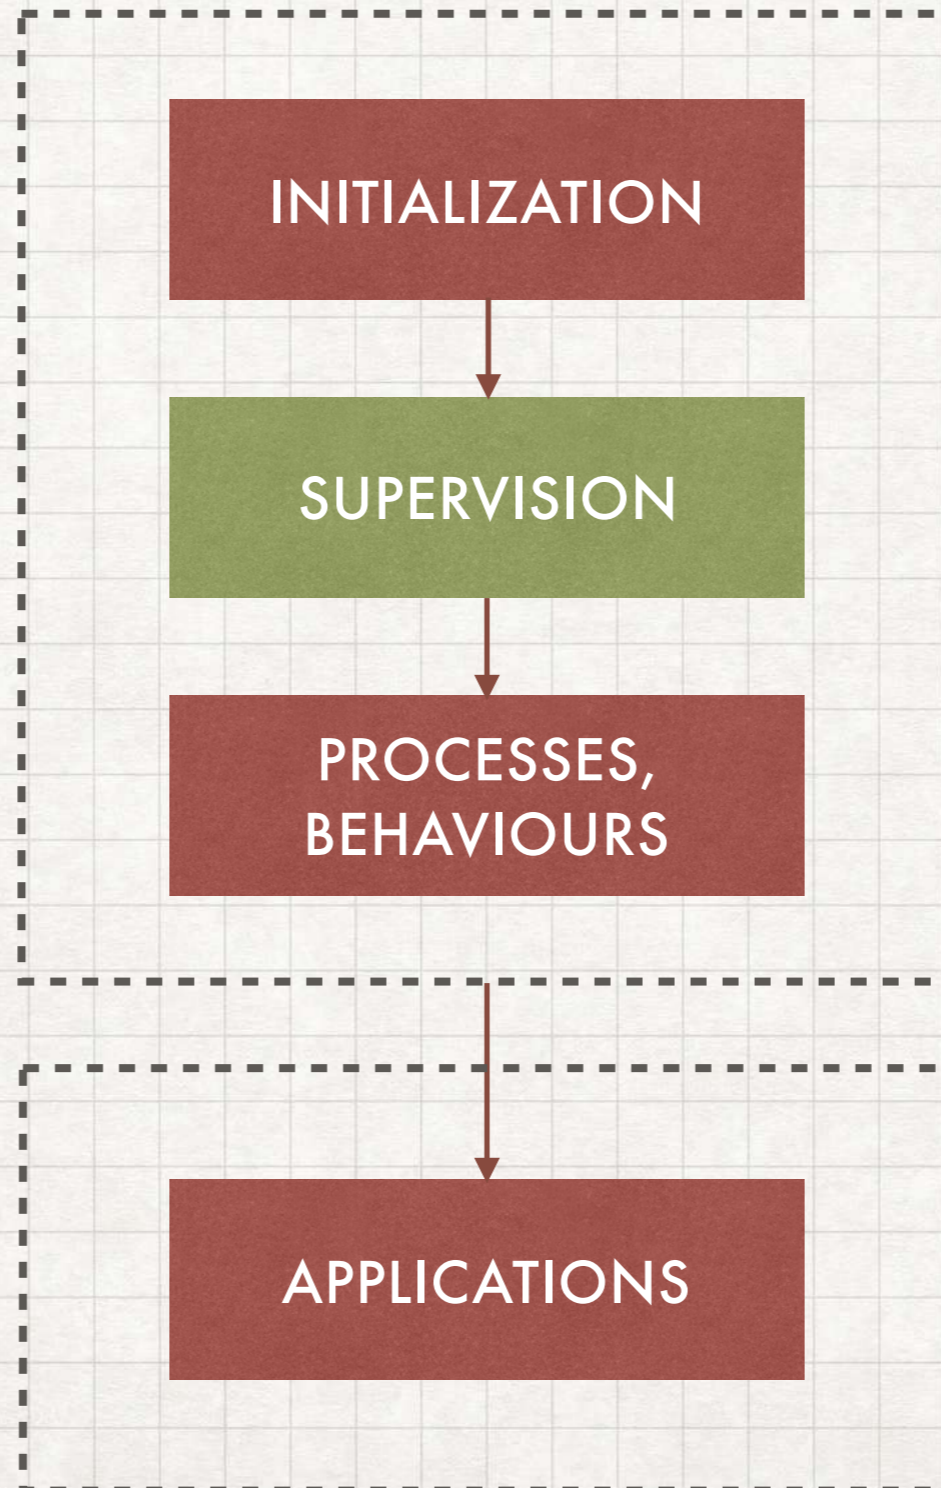 INITIALIZATION
SUPERVISION
PROCESSES,
BEHAVIOURS
APPLICATIONS